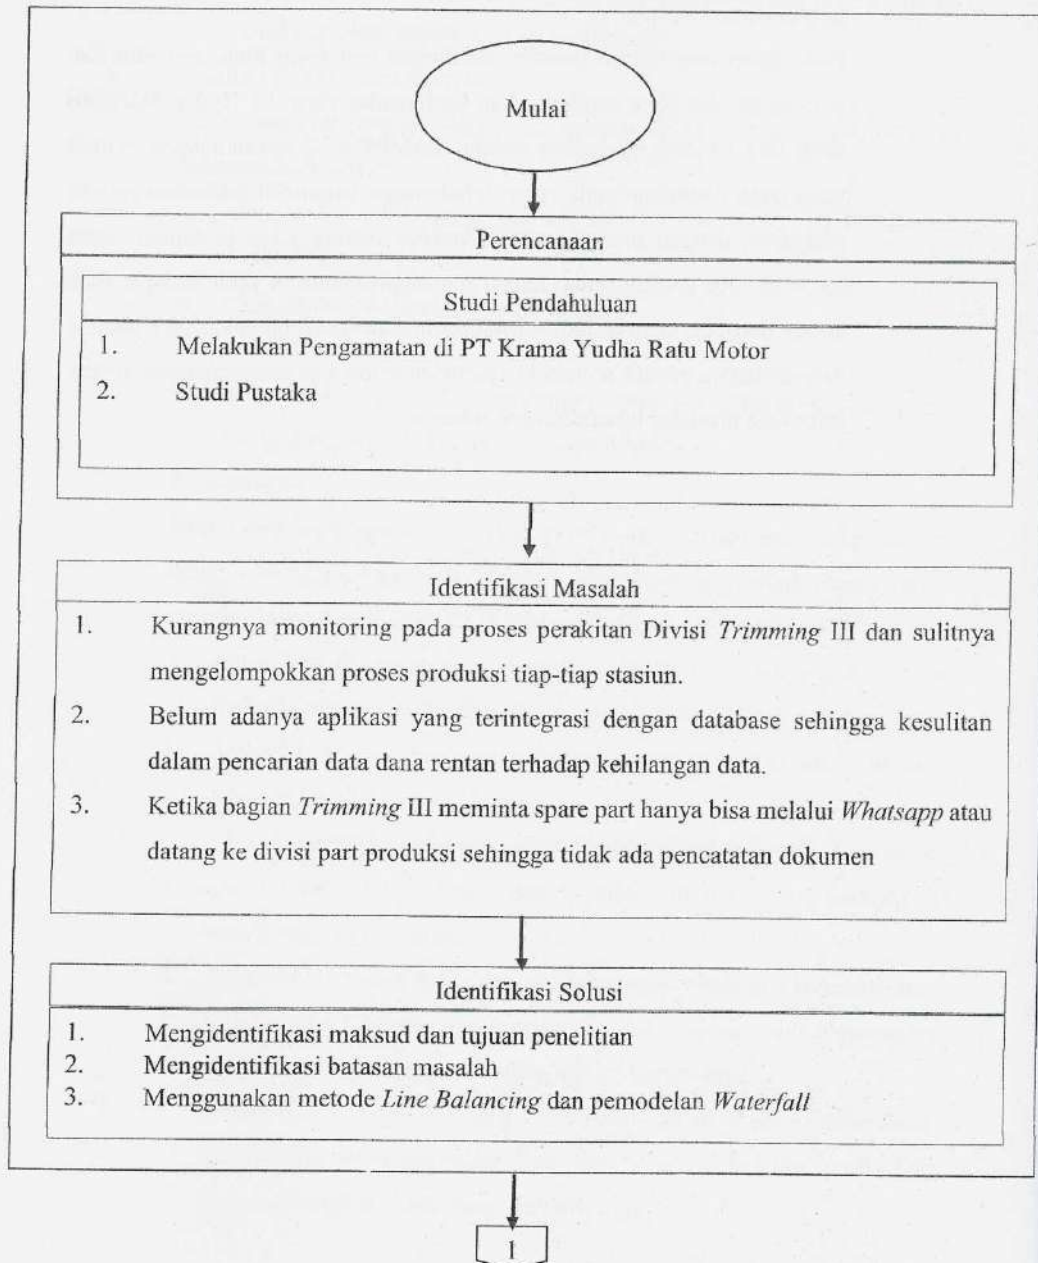 Mulai
Perencanaan
Studi Pendahuluan
1. Melakukan Pengamatan di PT Krama Yudha Ratu Motor
2. Studi Pustaka
Identifikasi Masalah
1. Kurangnya monitoring pada proses perakitan Divisi Trimming III dan sulitnya
mengelompokkan proses produksi tiap-tiap stasiun.
2. Belum adanya aplikasi yang terintegrasi dengan database sehingga kesulitan
dalam pencarian data dana rentan terhadap kehilangan data.
3. Ketika bagian Trimming III meminta spare part hanya bisa melalui Whatsapp atau
datang ke divisi part produksi sehingga tidak ada pencatatan dokumen
Identifikasi Solusi
1. Mengidentifikasi maksud dan tujuan penelitian
2. Mengidentifikasi batasan masalah
3. Menggunakan metode Line Balancing dan pemodelan Waterfall
1